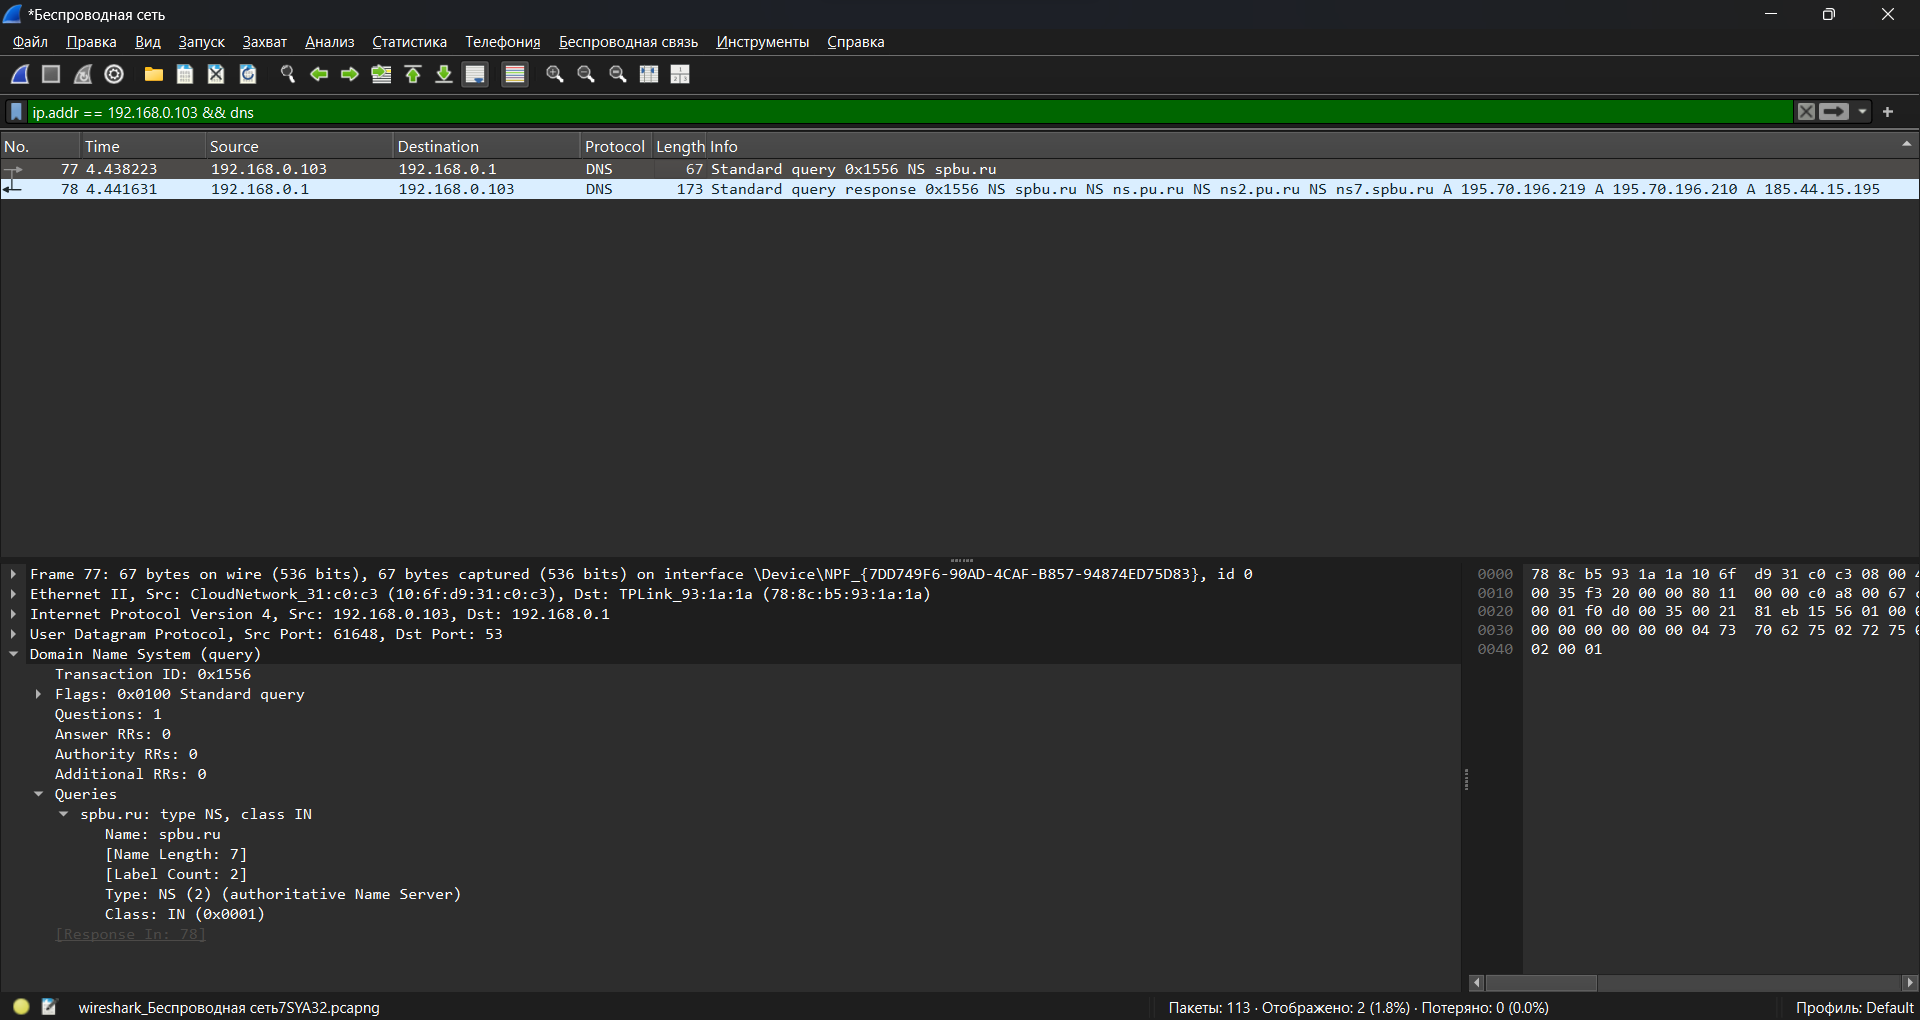 *Беспроводная сеть
Файл Правка Вид Запуск Захват Анализ Статистика Телефония Беспроводная связь Инструменты Справка
ip.addr == 192.168.0.103 && dns
No. Time Source Destination Protocol Length Info
77 4.438223 192.168.0.103 192.168.0.1 DNS 67 Standard query 0x1556 NS spbu.ru
78 4.441631 192.168.0.1 192.168.0.103 DNS 173 Standard query response 0x1556 NS spbu.ru NS ns.pu.ru NS ns2.pu.ru NS ns7.spbu.ru A 195.70.196.219 A 195.70.196.210 A 185.44.15.195
Frame 77: 67 bytes on wire (536 bits), 67 bytes captured (536 bits) on interface \Device\NPF_{7DD749F6-90AD-4CAF-B857-94874ED75D83}, id 0
Ethernet II, Src: CloudNetwork_31:c0:c3 (10:6f:d9:31:c0:c3), Dst: TPLink_93:1a:1a (78:8c:b5:93:1a:1a)
Internet Protocol Version 4, Src: 192.168.0.103, Dst: 192.168.0.1
User Datagram Protocol, Src Port: 61648, Dst Port: 53
Domain Name System (query)
Transaction ID: 0x1556
Flags: 0x0100 Standard query
Questions: 1
Answer RRs: 0
Authority RRs: 0
Additional RRs: 0
Queries
spbu.ru: type NS, class IN
Name: spbu.ru
[Name Length: 7]
[Label Count: 2]
Type: NS (2) (authoritative Name Server)
Class: IN (0x0001)
[Response In: 78]
0000 78 8c b5 93 1a 1a 10 6f d9 31 c0 c3 08 00
0010 00 35 f3 20 00 00 80 11 00 00 c0 a8 00 67
0020 00 01 f0 d0 00 35 00 21 81 eb 15 56 01 00
0030 00 00 00 00 00 00 04 73 70 62 75 02 72 75
0040 02 00 01
wireshark_Беспроводная сеть7SYA32.pcapng
Пакеты: 113 · Отображено: 2 (1.8%) · Потеряно: 0 (0.0%)
Профиль: Default